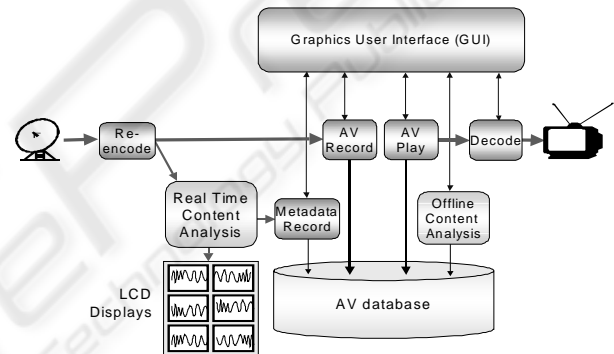 Graphics User Interface (GUI)
Re-
encode
AV
Record
AV
Play
Decode
Real Time
Content
Analysis
Metadata
Record
Offline
Content
Analysis
LCD
Displays
AV database